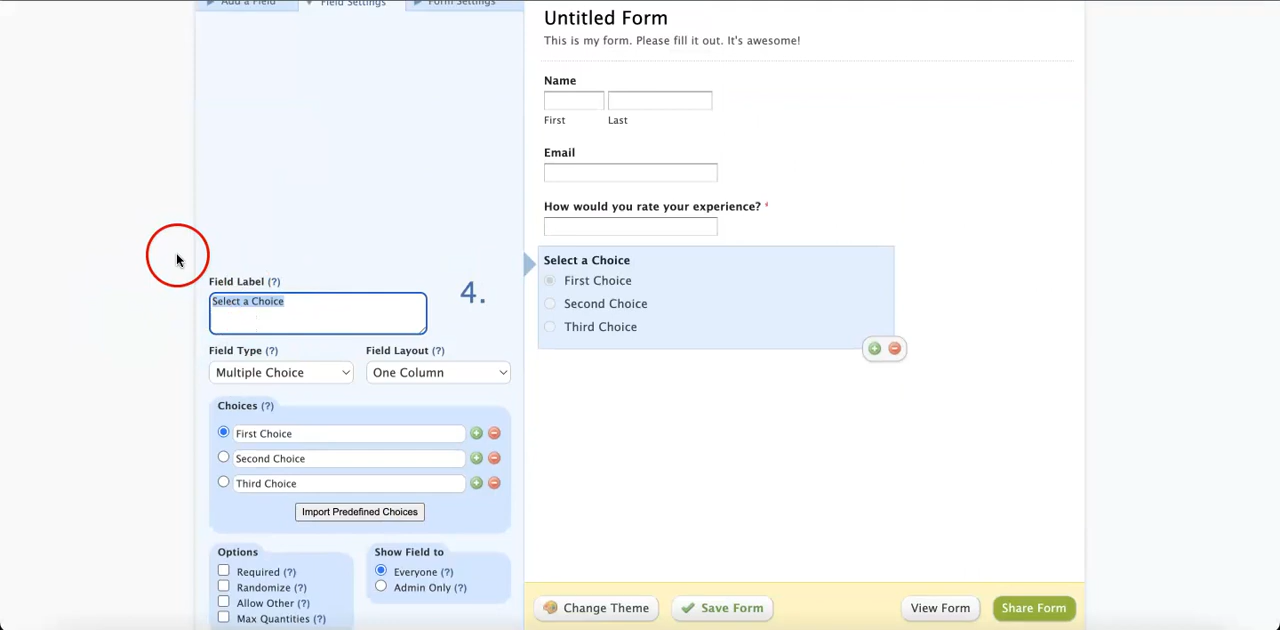 Add a Field
Field Settings
Form Settings
Field Label (?)
Select a Choice
4.
Field Type (?)
Field Layout (?)
Multiple Choice
One Column
Choices (?)
First Choice
Second Choice
Third Choice
Import Predefined Choices
Options
Show Field to
Required (?)
Everyone (?)
Randomize (?)
Admin Only (?)
Allow Other (?)
Max Quantities (?)
Untitled Form
This is my form. Please fill it out. It's awesome!
Name
First
Last
Email
How would you rate your experience? *
Select a Choice
First Choice
Second Choice
Third Choice
Change Theme
Save Form
View Form
Share Form